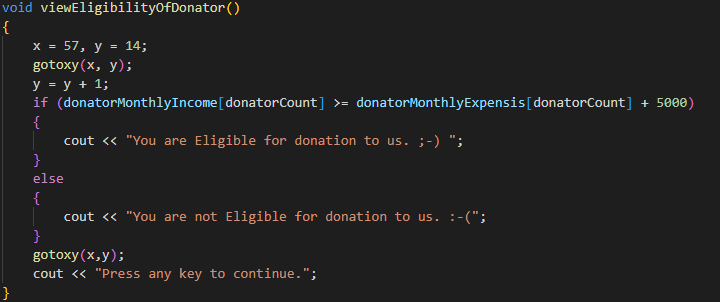 void viewEligibilityOfDonator()
{
    x = 57, y = 14;
    gotoxy(x, y);
    y = y + 1;
    if (donatorMonthlyIncome[donatorCount] >= donatorMonthlyExpensis[donatorCount] + 5000)
    {
        cout << "You are Eligible for donation to us. ;-) ";
    }
    else
    {
        cout << "You are not Eligible for donation to us. :-(";
    }
    gotoxy(x,y);
    cout << "Press any key to continue.";
}